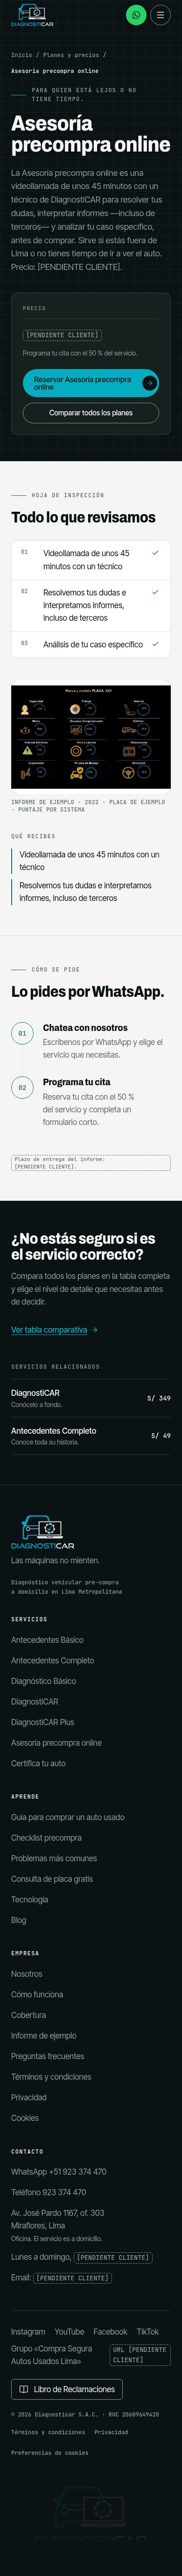 DIAGNOSTICAR
Inicio / Planes y precios /
Asesoría precompra online
PARA QUIEN ESTÁ LEJOS O NO
TIENE TIEMPO.
Asesoría
precompra online
La Asesoría precompra online es una
videollamada de unos 45 minutos con un
técnico de DiagnostiCAR para resolver tus
dudas, interpretar informes —incluso de
terceros— y analizar tu caso específico,
antes de comprar. Sirve si estás fuera de
Lima o no tienes tiempo de ir a ver el auto.
Precio: [PENDIENTE CLIENTE].
PRECIO
[PENDIENTE CLIENTE]
Programa tu cita con el 50 % del servicio.
Reservar Asesoría precompra
online
Comparar todos los planes
HOJA DE INSPECCIÓN
Todo lo que revisamos
01 Videollamada de unos 45
minutos con un técnico
02 Resolvemos tus dudas e
interpretamos informes,
incluso de terceros
03 Análisis de tu caso específico
Marca y modelo PLACA: XXX
INFORME DE EJEMPLO · 2022 · PLACA DE EJEMPLO
· PUNTAJE POR SISTEMA
QUÉ RECIBES
Videollamada de unos 45 minutos con un
técnico
Resolvemos tus dudas e interpretamos
informes, incluso de terceros
CÓMO SE PIDE
Lo pides por WhatsApp.
01 Chatea con nosotros
Escríbenos por WhatsApp y elige el
servicio que necesitas.
02 Programa tu cita
Reserva tu cita con el 50 %
del servicio y completa un
formulario corto.
Plazo de entrega del informe:
[PENDIENTE CLIENTE].
¿No estás seguro si es
el servicio correcto?
Compara todos los planes en la tabla completa
y elige el nivel de detalle que necesitas antes
de decidir.
Ver tabla comparativa →
SERVICIOS RELACIONADOS
DiagnostiCAR
Conócelo a fondo.
S/ 349
Antecedentes Completo
Conoce toda su historia.
S/ 49
DIAGNOSTICAR
Las máquinas no mienten.
Diagnóstico vehicular pre-compra
a domicilio en Lima Metropolitana
SERVICIOS
Antecedentes Básico
Antecedentes Completo
Diagnóstico Básico
DiagnostiCAR
DiagnostiCAR Plus
Asesoría precompra online
Certifica tu auto
APRENDE
Guía para comprar un auto usado
Checklist precompra
Problemas más comunes
Consulta de placa gratis
Tecnología
Blog
EMPRESA
Nosotros
Cómo funciona
Cobertura
Informe de ejemplo
Preguntas frecuentes
Términos y condiciones
Privacidad
Cookies
CONTACTO
WhatsApp +51 923 374 470
Teléfono 923 374 470
Av. José Pardo 1167, of. 303
Miraflores, Lima
Oficina. El servicio es a domicilio.
Lunes a domingo, [PENDIENTE CLIENTE]
Email: [PENDIENTE CLIENTE]
Instagram YouTube Facebook TikTok
Grupo «Compra Segura
Autos Usados Lima»
URL [PENDIENTE
CLIENTE]
Libro de Reclamaciones
© 2026 Diagnosticar S.A.C. · RUC 20609649420
Términos y condiciones Privacidad
Preferencias de cookies
DIAGNOSTICAR